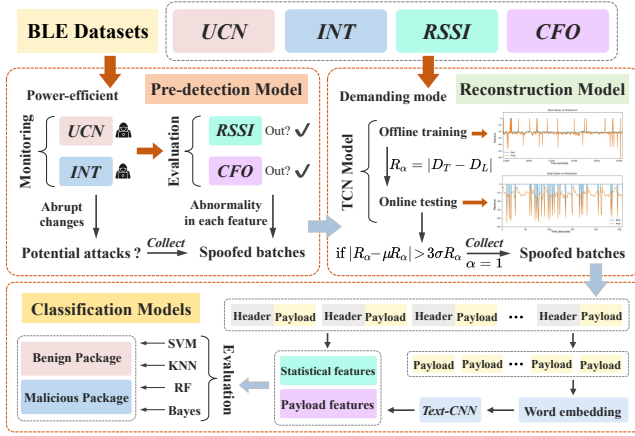 BLE Datasets
UCN
INT
RSSI
CFO
Pre-detection Model
Power-efficient
Monitoring
UCN
INT
Evaluation
RSSI
Out?
CFO
Out?
Abrupt
changes
Abnormality
in each feature
Potential attacks ?
Collect
Spoofed batches
Reconstruction Model
Demanding mode
TCN Model
Offline training
R_α = |D_T − D_L|
Online testing
if |R_α−μR_α|>3σR_α
Collect
α = 1
Spoofed batches
Classification Models
Header Payload Header Payload Header Payload ••• Header Payload
Payload Payload ••• Payload Payload
Word embedding
Text-CNN
Statistical features
Payload features
Evaluation
SVM
KNN
RF
Bayes
Benign Package
Malicious Package